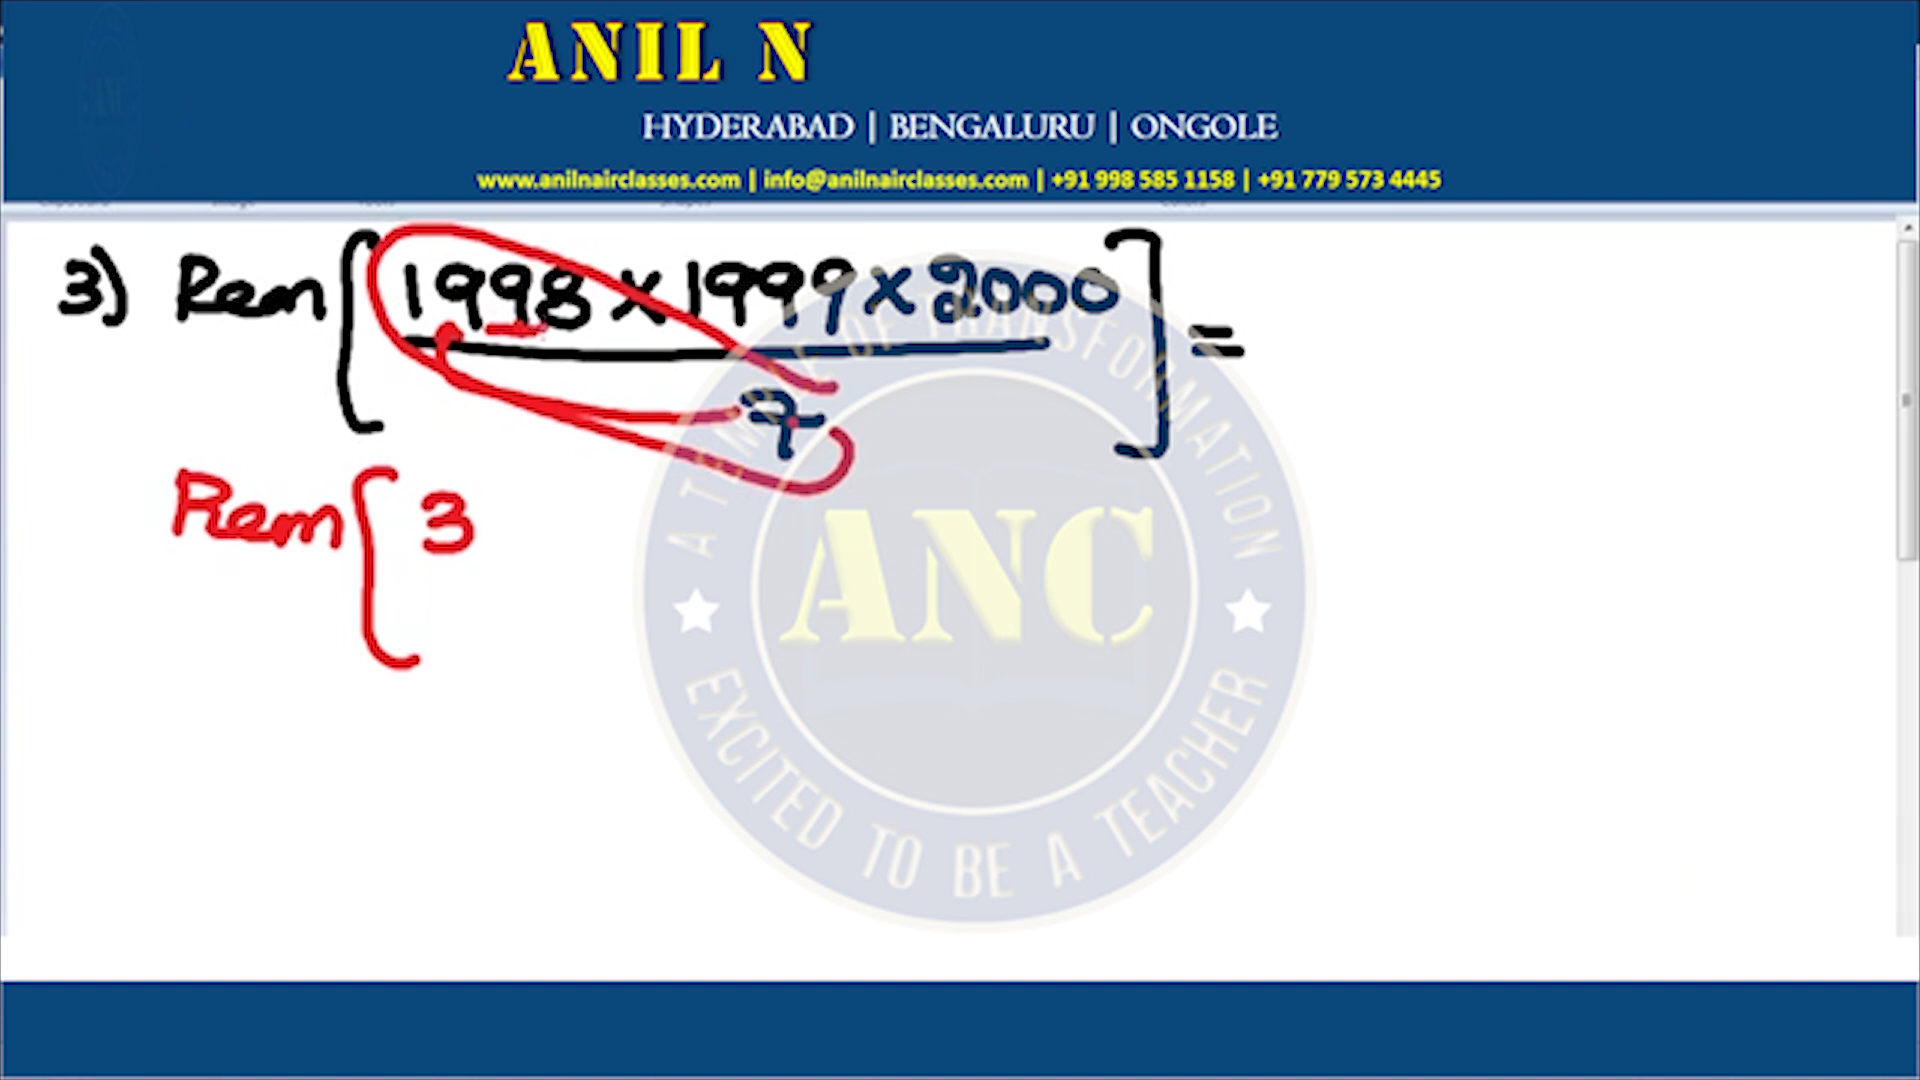 ANIL N
HYDERABAD | BENGALURU | ONGOLE
www.anilnairclasses.com | info@anilnairclasses.com | +91 998 585 1158 | +91 779 573 4445
3) Rem [ 1998 x 1999 x 2000 ] =
7
Rem [ 3
ATTITUDE OF TRANSFORMATION
ANC
EXCITED TO BE A TEACHER